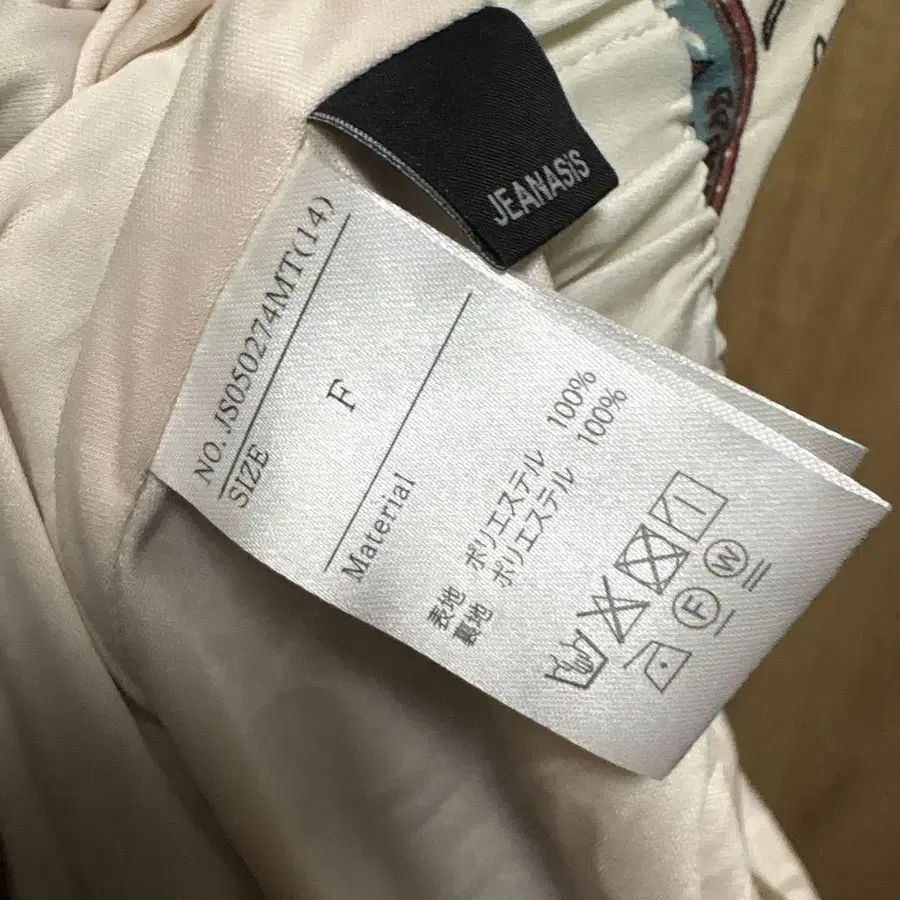 JEANASIS
NO. JS050274MT(14)
SIZE
F
Material
表地 ポリエステル 100%
裏地 ポリエステル 100%
F
W